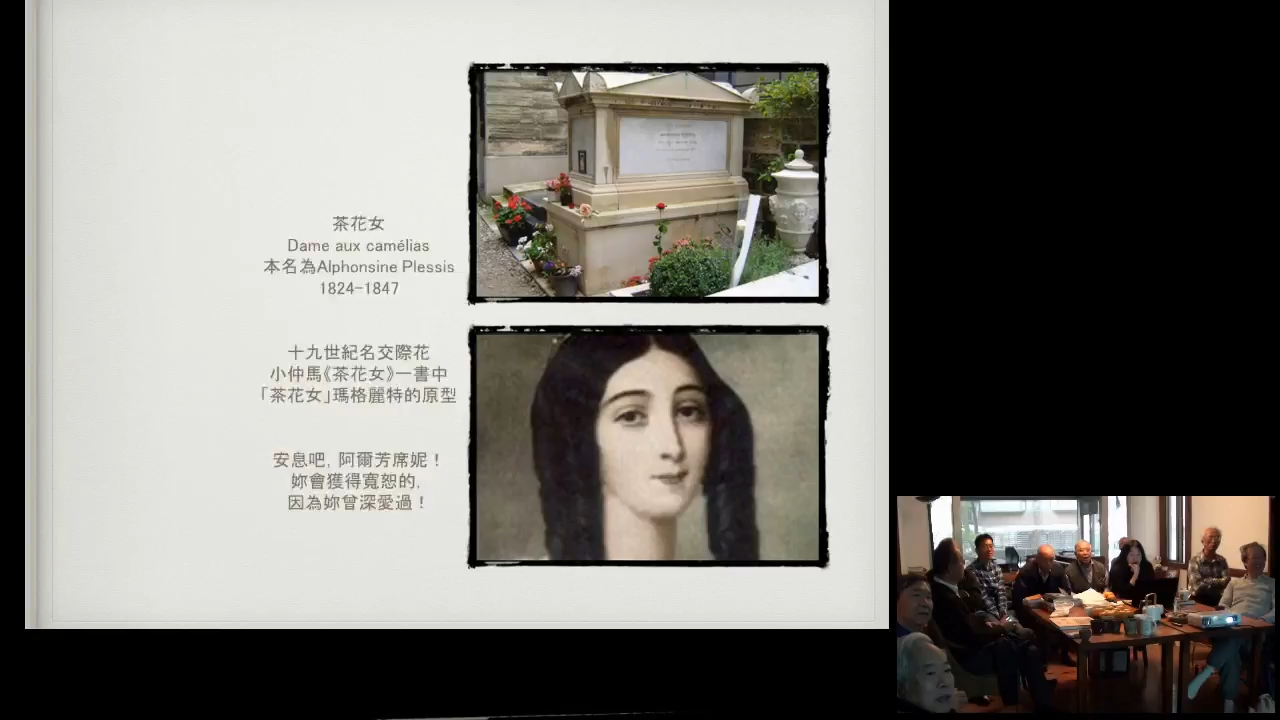 茶花女
Dame aux camélias
本名為Alphonsine Plessis
1824-1847
十九世紀名交際花
小仲馬《茶花女》一書中
「茶花女」瑪格麗特的原型
安息吧, 阿爾芳席妮！
妳會獲得寬恕的,
因為妳曾深愛過！